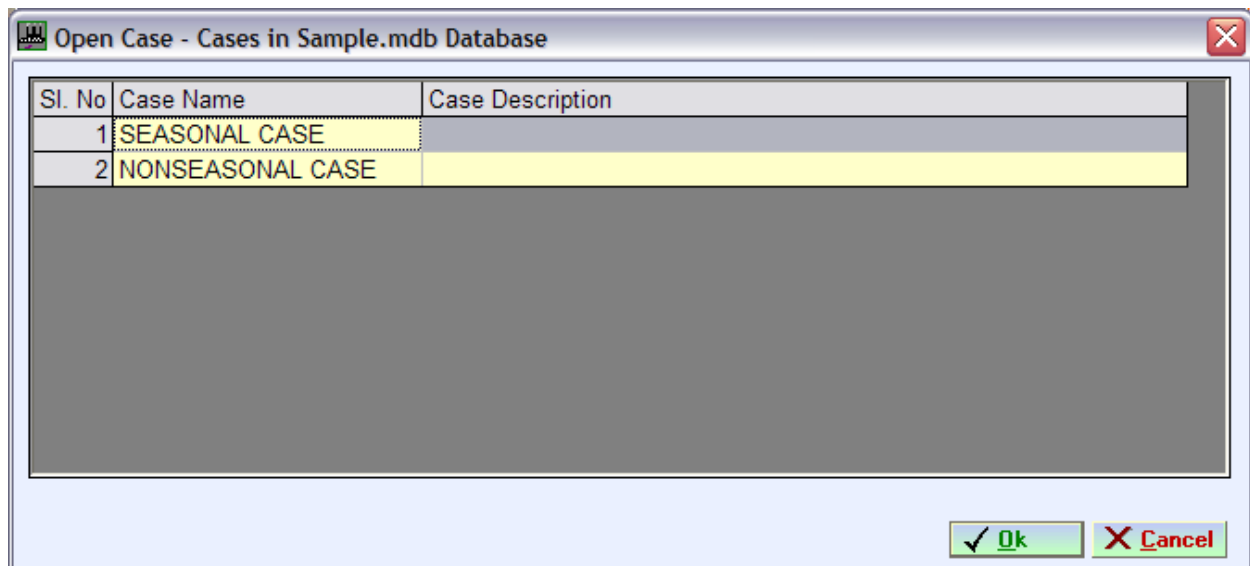 Open Case - Cases in Sample.mdb Database
Sl. No Case Name Case Description
1 SEASONAL CASE
2 NONSEASONAL CASE
Ok Cancel